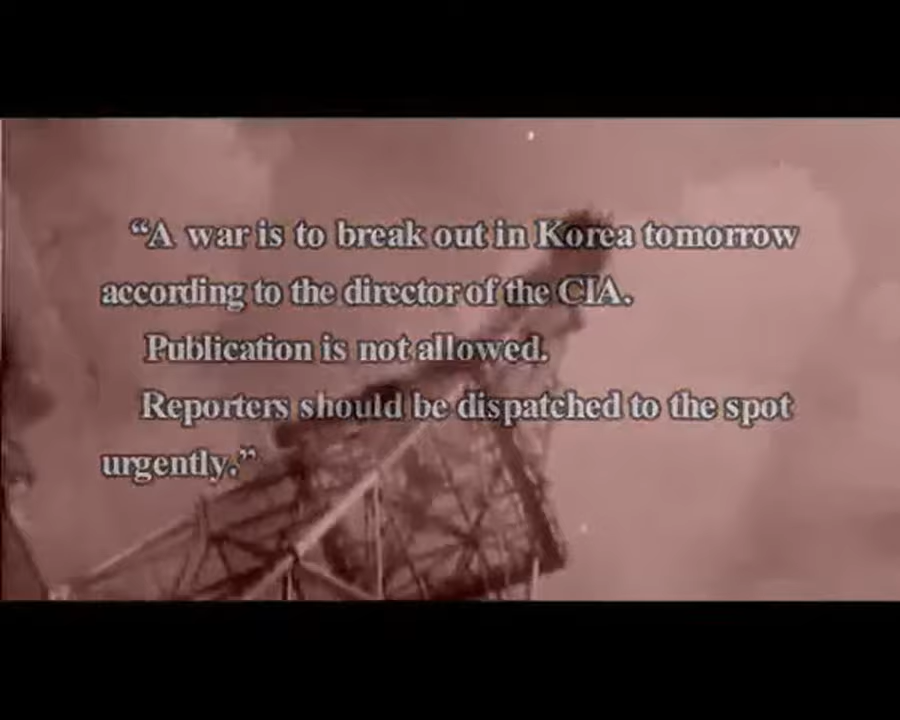 “A war is to break out in Korea tomorrow
according to the director of the CIA.
Publication is not allowed.
Reporters should be dispatched to the spot
urgently.”